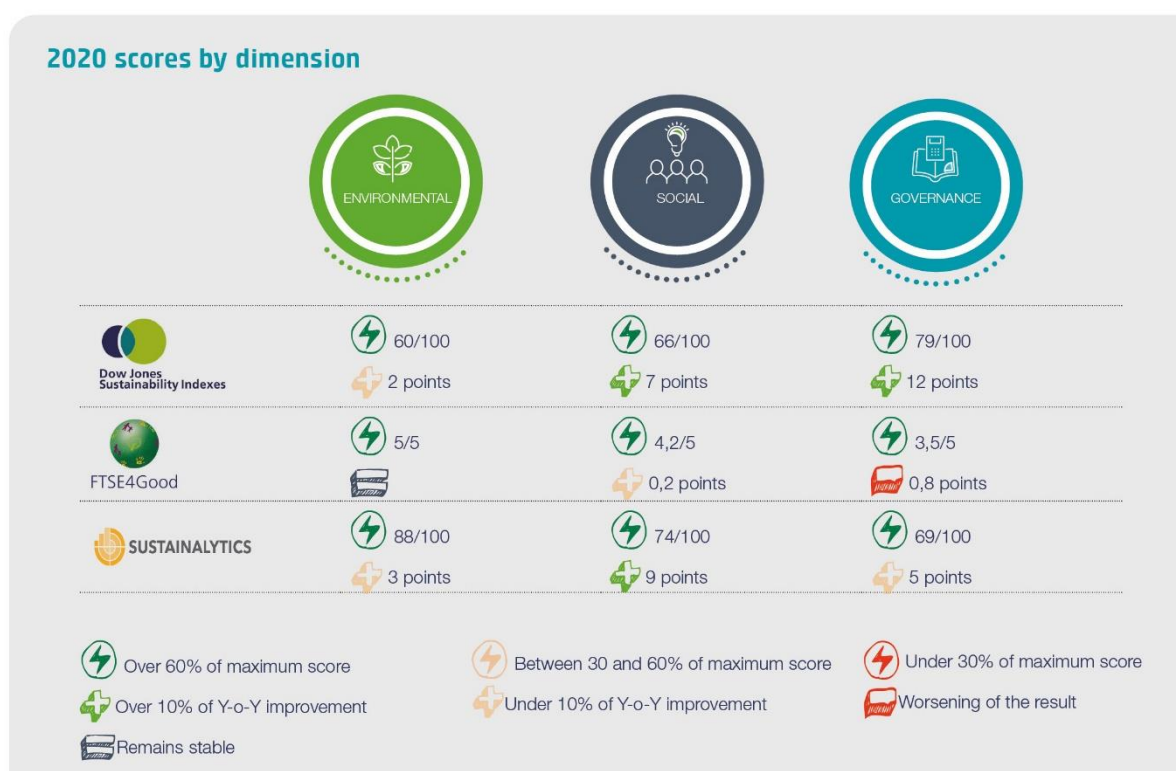 2020 scores by dimension
ENVIRONMENTAL
SOCIAL
GOVERNANCE
Dow Jones
Sustainability Indexes
60/100
66/100
79/100
2 points
7 points
12 points
FTSE4Good
5/5
4,2/5
3,5/5
0,2 points
0,8 points
SUSTAINALYTICS
88/100
74/100
69/100
3 points
9 points
5 points
Over 60% of maximum score
Between 30 and 60% of maximum score
Under 30% of maximum score
Over 10% of Y-o-Y improvement
Under 10% of Y-o-Y improvement
Worsening of the result
Remains stable